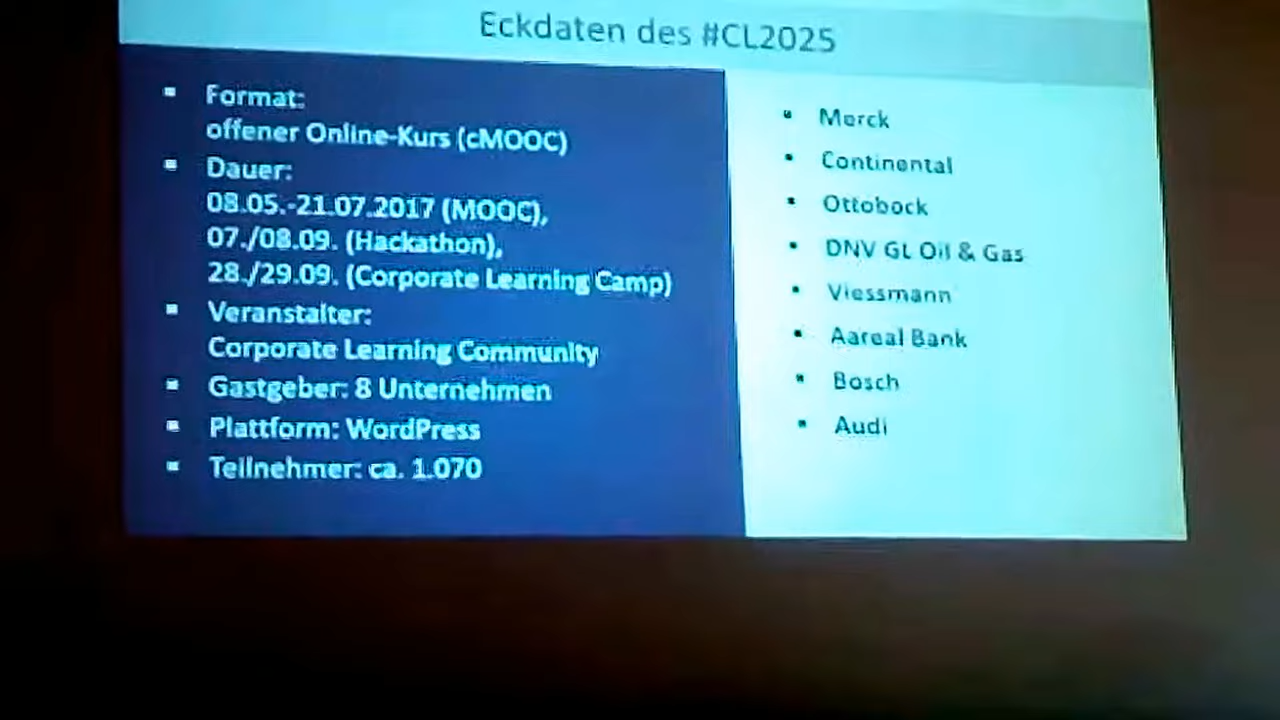 Eckdaten des #CL2025
▪ Format:
offener Online-Kurs (cMOOC)
▪ Dauer:
08.05.-21.07.2017 (MOOC),
07./08.09. (Hackathon),
28./29.09. (Corporate Learning Camp)
▪ Veranstalter:
Corporate Learning Community
▪ Gastgeber: 8 Unternehmen
▪ Plattform: WordPress
▪ Teilnehmer: ca. 1.070
▪ Merck
▪ Continental
▪ Ottobock
▪ DNV GL Oil & Gas
▪ Viessmann
▪ Aareal Bank
▪ Bosch
▪ Audi